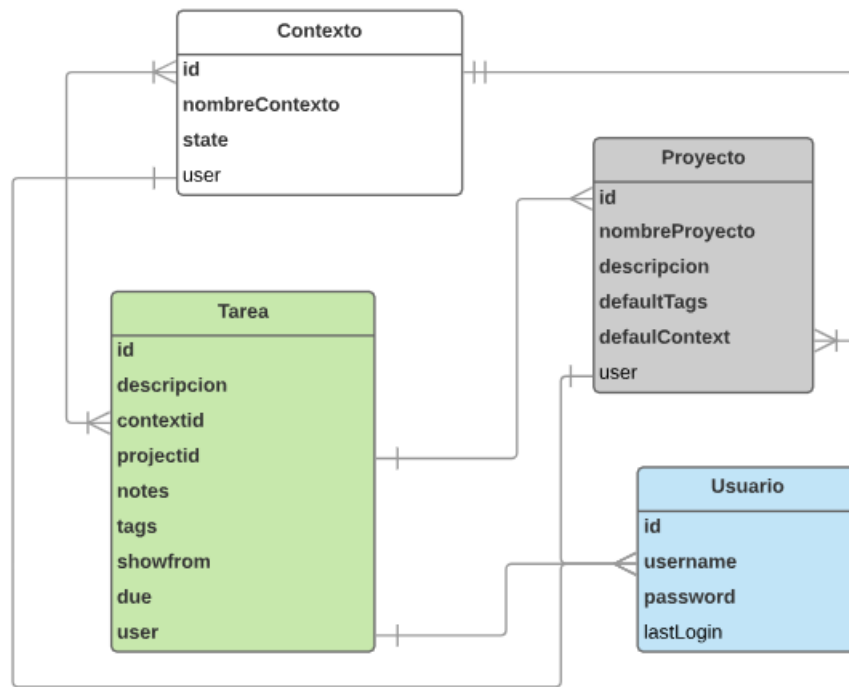 Contexto
id
nombreContexto
state
user
Proyecto
id
nombreProyecto
descripcion
defaultTags
defaulContext
user
Tarea
id
descripcion
contextid
projectid
notes
tags
showfrom
due
user
Usuario
id
username
password
lastLogin